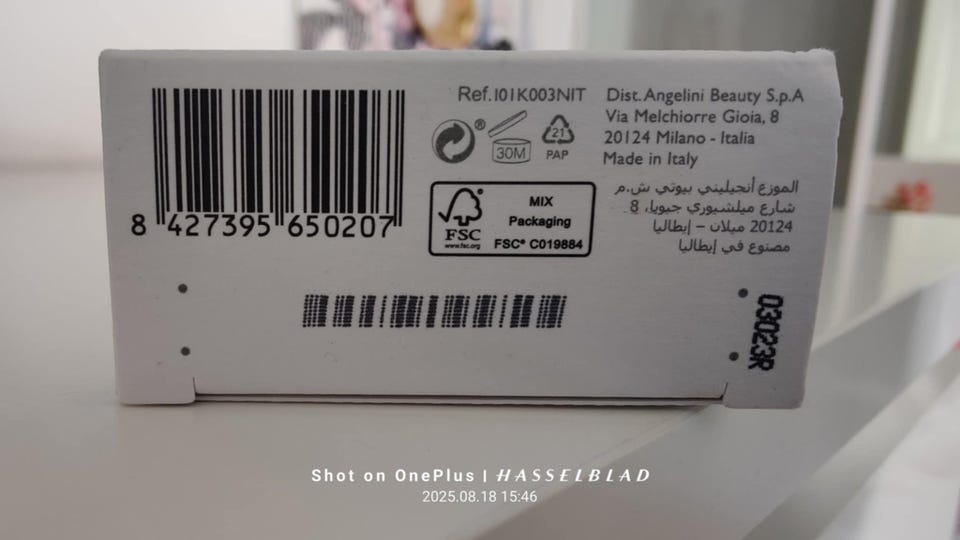 8 427395 650207
Ref. I01K003NIT
®
30M
21
PAP
FSC®
www.fsc.org
MIX
Packaging
FSC® C019884
Dist. Angelini Beauty S.p.A
Via Melchiorre Gioia, 8
20124 Milano - Italia
Made in Italy
الموزع أنجيليني بيوتي ش.م
شارع ميلشيوري جيويا، 8
20124 ميلان – إيطاليا
مصنوع في إيطاليا
03023R
Shot on OnePlus | HASSELBLAD
2025.08.18 15:46